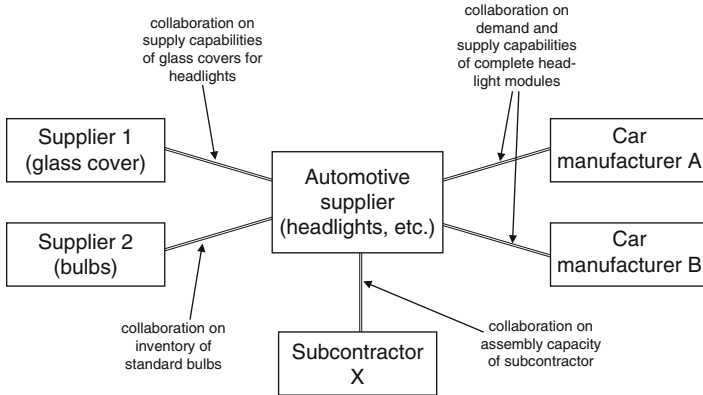 collaboration on
supply capabilities
of glass covers for
headlights
collaboration on
demand and
supply capabilities
of complete head-
light modules
Supplier 1
(glass cover)
Automotive
supplier
(headlights, etc.)
Car
manufacturer A
Supplier 2
(bulbs)
Car
manufacturer B
collaboration on
inventory of
standard bulbs
Subcontractor
X
collaboration on
assembly capacity
of subcontractor